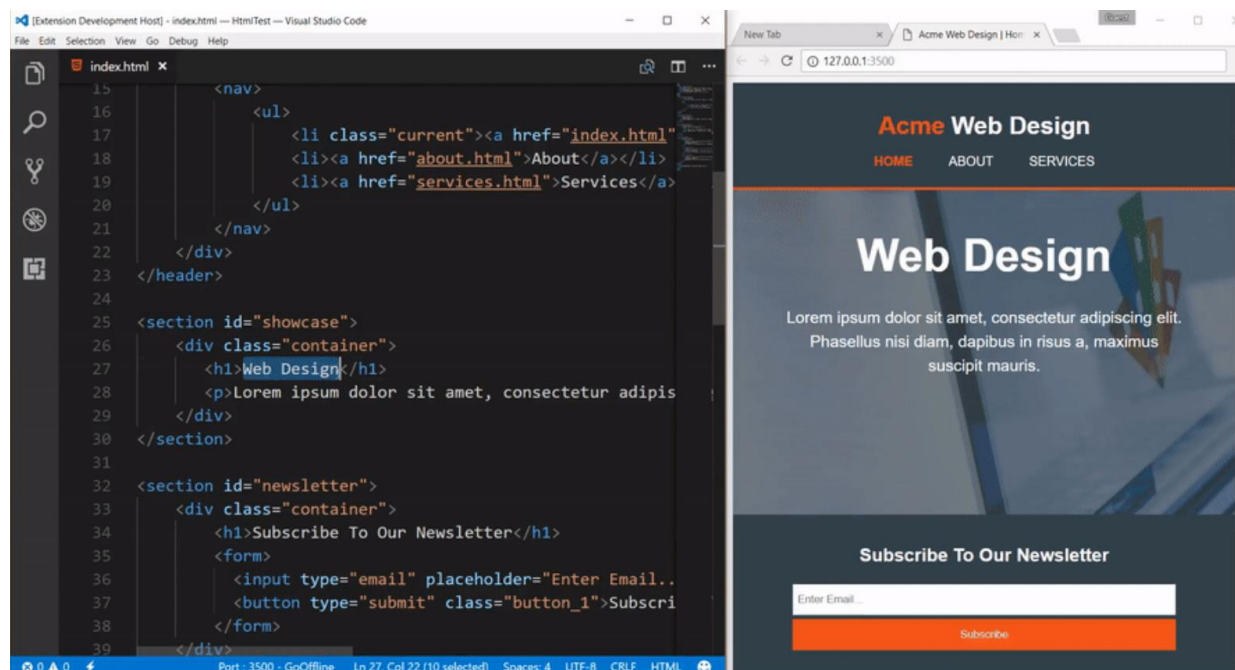 [Extension Development Host] - index.html — HtmlTest — Visual Studio Code
File Edit Selection View Go Debug Help
index.html
15 <nav>
16 <ul>
17 <li class="current"><a href="index.html"
18 <li><a href="about.html">About</a></li>
19 <li><a href="services.html">Services</a>
20 </ul>
21 </nav>
22 </div>
23 </header>
24
25 <section id="showcase">
26 <div class="container">
27 <h1>Web Design</h1>
28 <p>Lorem ipsum dolor sit amet, consectetur adipis
29 </div>
30 </section>
31
32 <section id="newsletter">
33 <div class="container">
34 <h1>Subscribe To Our Newsletter</h1>
35 <form>
36 <input type="email" placeholder="Enter Email..
37 <button type="submit" class="button_1">Subscri
38 </form>
39 </div>
0 0 Port : 3500 - GoOffline Ln 27, Col 22 (10 selected) Spaces: 4 UTF-8 CRLF HTML
Guest
New Tab
Acme Web Design | Hom
127.0.0.1:3500
Acme Web Design
HOME ABOUT SERVICES
Web Design
Lorem ipsum dolor sit amet, consectetur adipiscing elit.
Phasellus nisi diam, dapibus in risus a, maximus
suscipit mauris.
Subscribe To Our Newsletter
Enter Email...
Subscribe